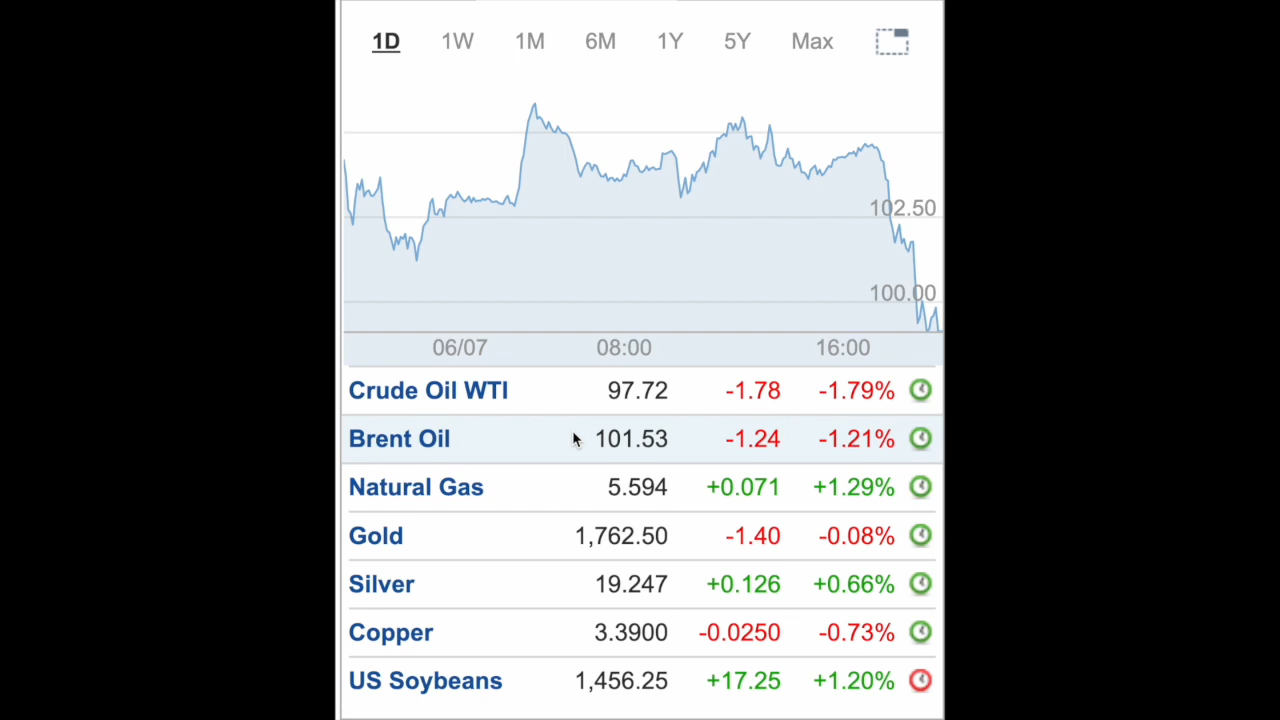 1D 1W 1M 6M 1Y 5Y Max
102.50
100.00
06/07 08:00 16:00
Crude Oil WTI 97.72 -1.78 -1.79%
Brent Oil 101.53 -1.24 -1.21%
Natural Gas 5.594 +0.071 +1.29%
Gold 1,762.50 -1.40 -0.08%
Silver 19.247 +0.126 +0.66%
Copper 3.3900 -0.0250 -0.73%
US Soybeans 1,456.25 +17.25 +1.20%